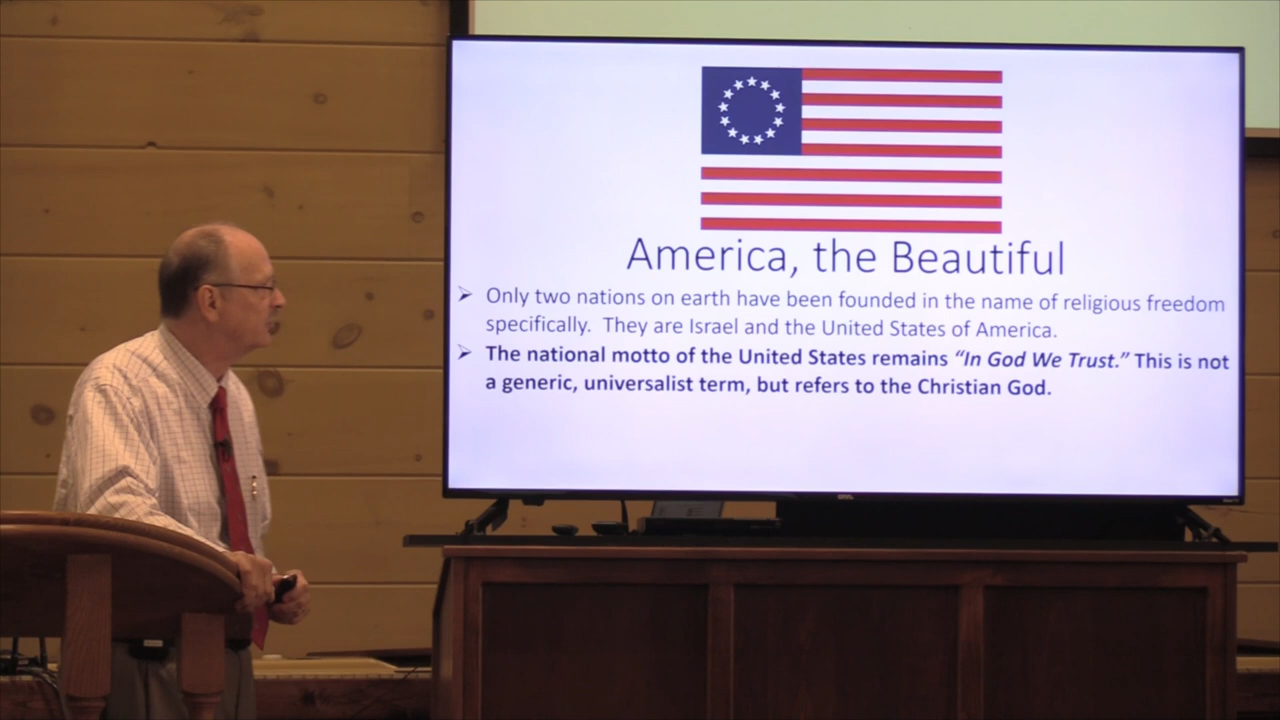 America, the Beautiful
➢ Only two nations on earth have been founded in the name of religious freedom
specifically. They are Israel and the United States of America.
➢ The national motto of the United States remains “In God We Trust.” This is not
a generic, universalist term, but refers to the Christian God.